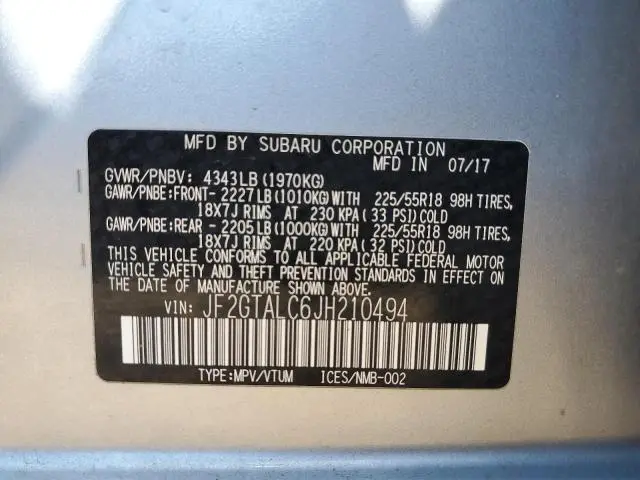 MFD BY SUBARU CORPORATION
MFD IN 07/17
GVWR/PNBV: 4343LB(1970KG)
GAWR/PNBE:FRONT- 2227LB(1010KG)WITH 225/55R18 98H TIRES,
18X7J RIMS AT 230 KPA(33 PSI)COLD
GAWR/PNBE:REAR - 2205LB(1000KG)WITH 225/55R18 98H TIRES,
18X7J RIMS AT 220 KPA(32 PSI)COLD
THIS VEHICLE CONFORMS TO ALL APPLICABLE FEDERAL MOTOR
VEHICLE SAFETY AND THEFT PREVENTION STANDARDS IN EFFECT ON
THE DATE OF MANUFACTURE SHOWN ABOVE.
VIN: JF2GTALC6JH210494
TYPE:MPV/VTUM ICES/NMB-002